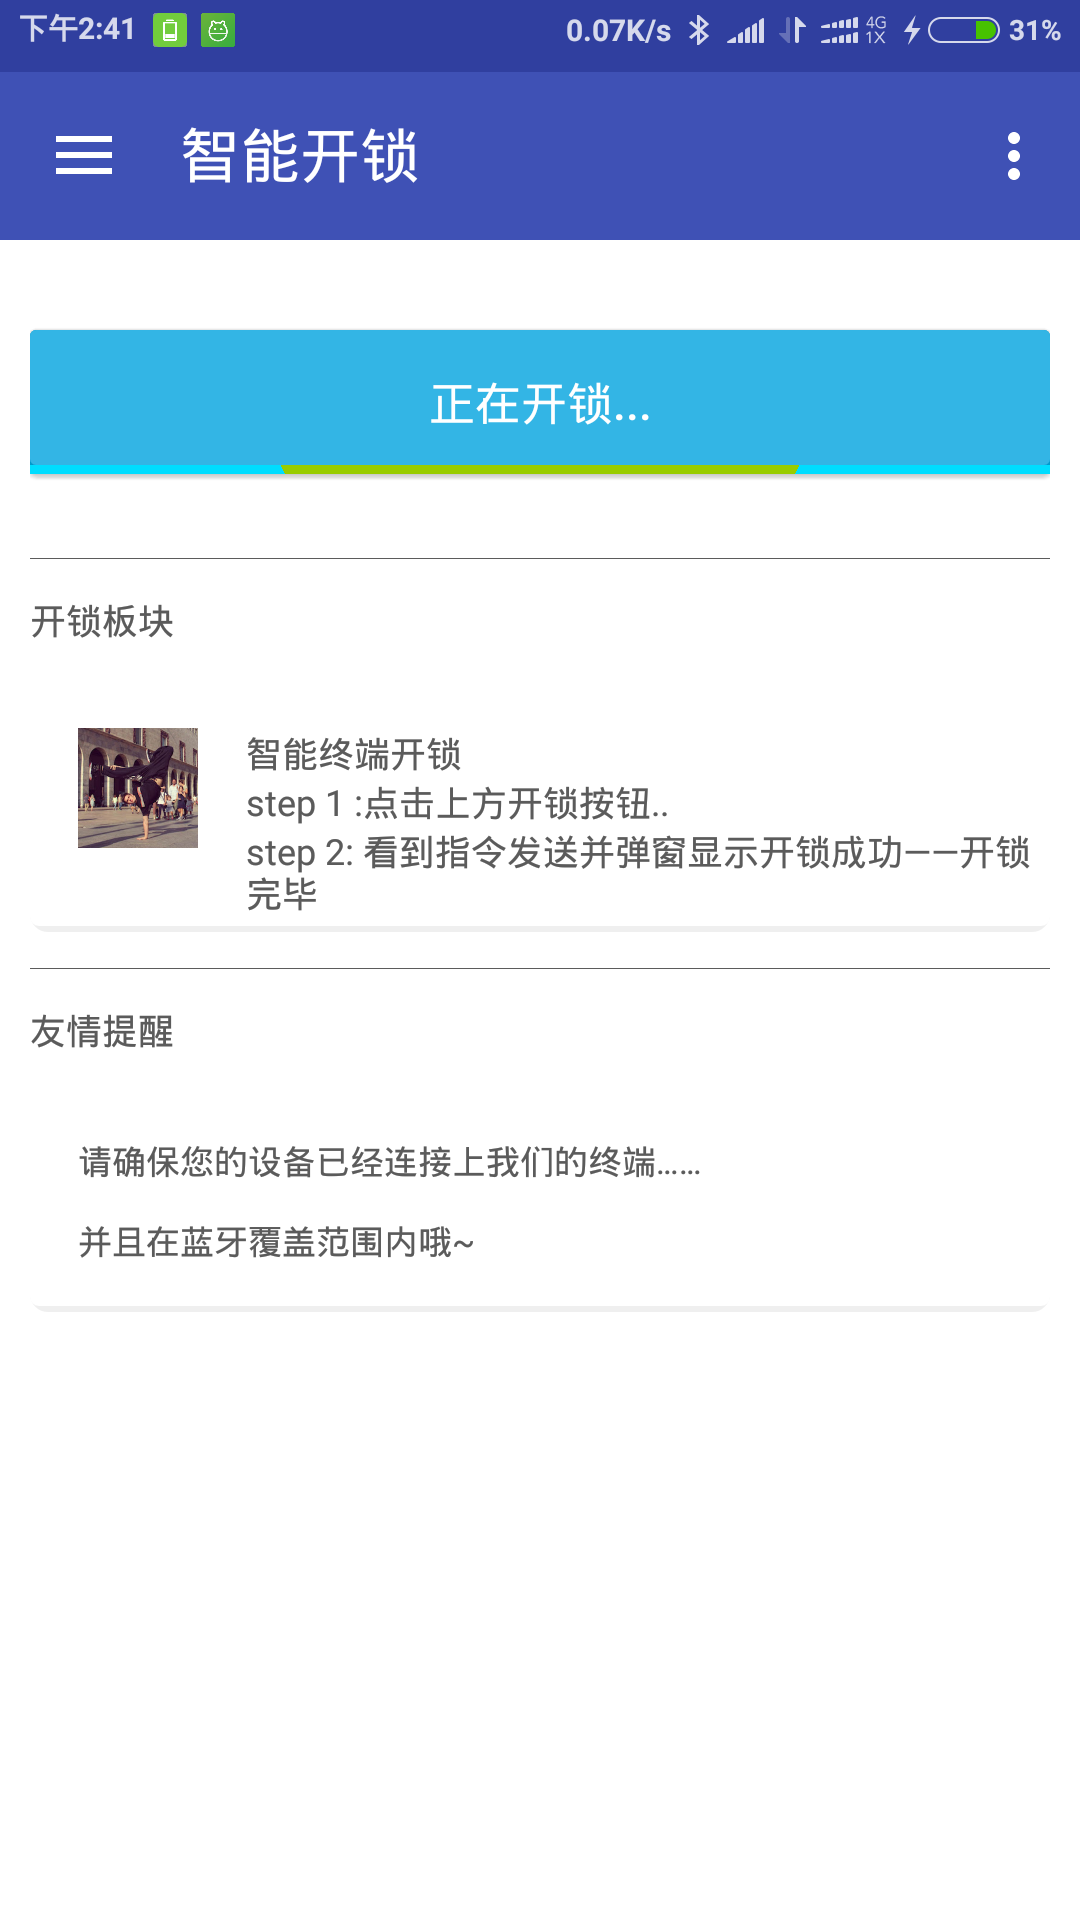 下午2:41 0.07K/s 4G 1X 31%
智能开锁
正在开锁...
开锁板块
智能终端开锁
step 1 :点击上方开锁按钮..
step 2: 看到指令发送并弹窗显示开锁成功——开锁
完毕
友情提醒
请确保您的设备已经连接上我们的终端......
并且在蓝牙覆盖范围内哦~